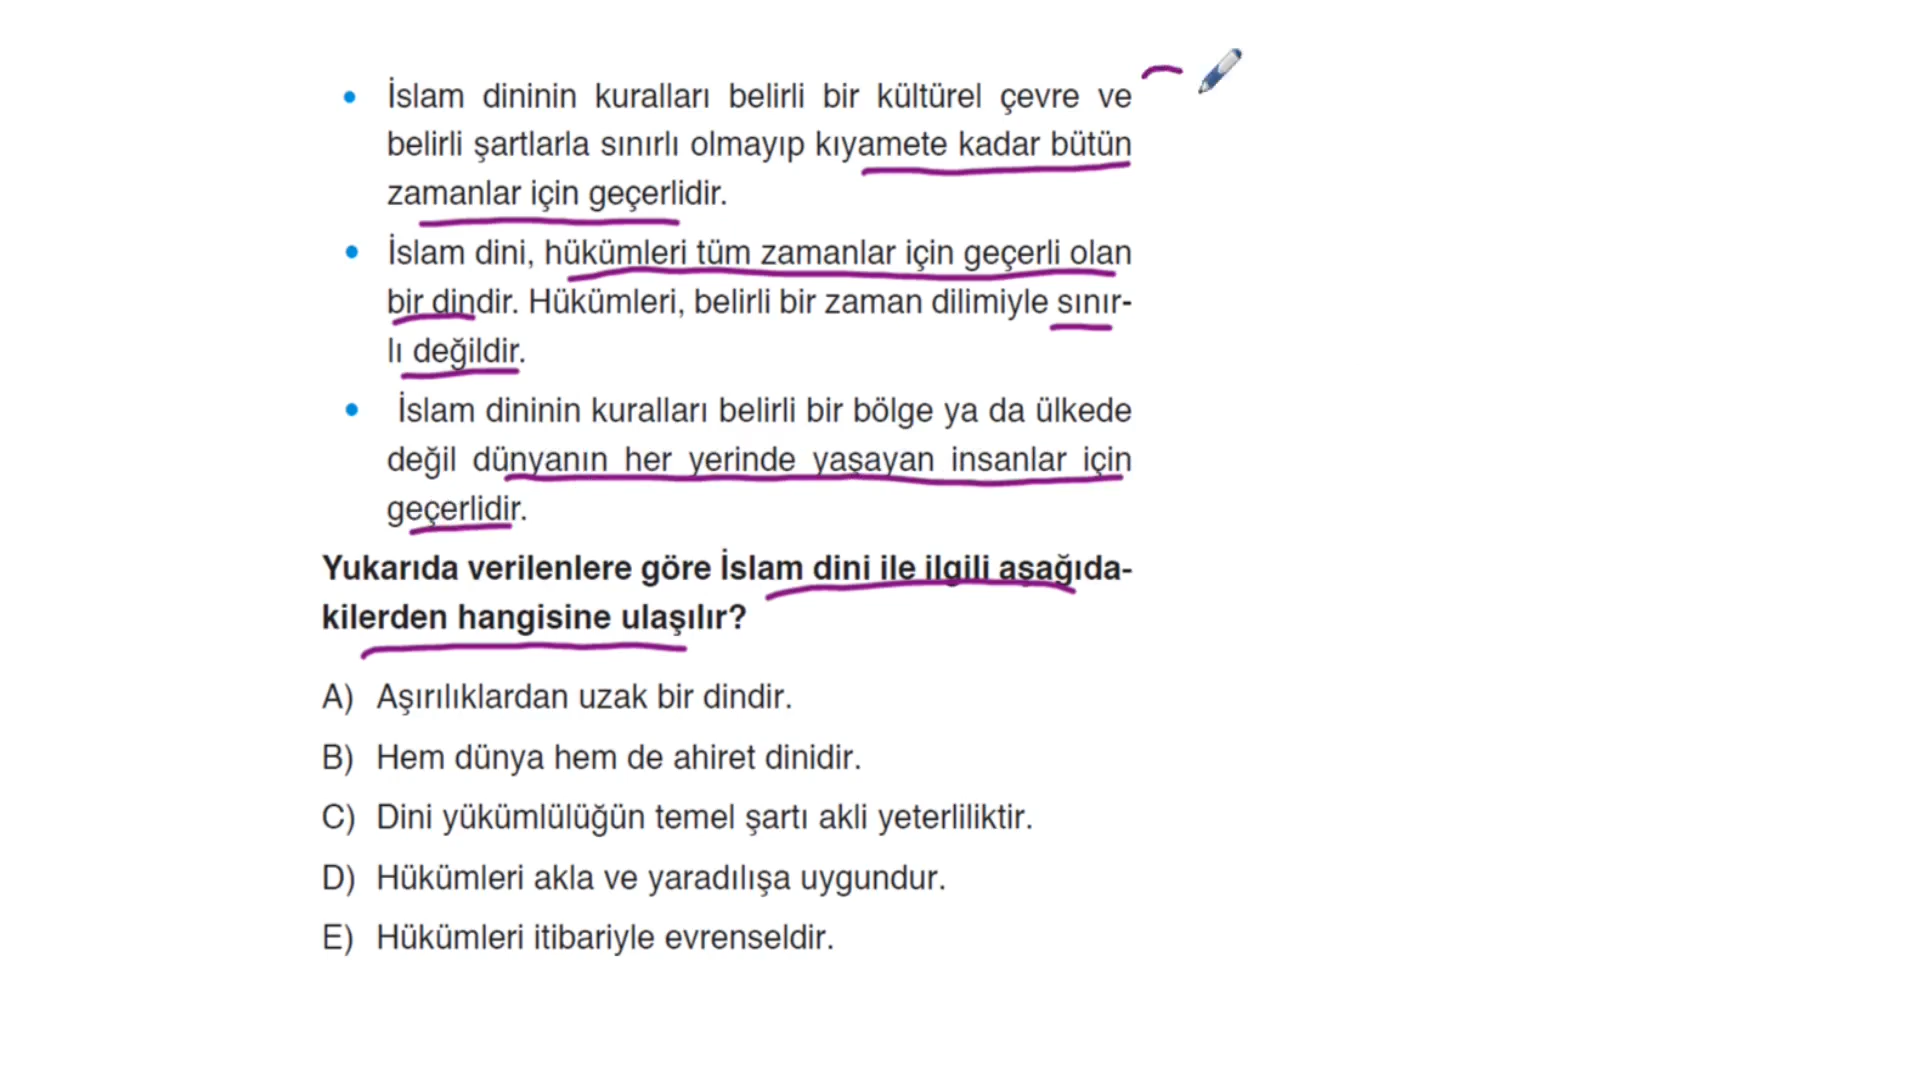 • İslam dininin kuralları belirli bir kültürel çevre ve
belirli şartlarla sınırlı olmayıp kıyamete kadar bütün
zamanlar için geçerlidir.
• İslam dini, hükümleri tüm zamanlar için geçerli olan
bir dindir. Hükümleri, belirli bir zaman dilimiyle sınır-
lı değildir.
• İslam dininin kuralları belirli bir bölge ya da ülkede
değil dünyanın her yerinde yaşayan insanlar için
geçerlidir.
Yukarıda verilenlere göre İslam dini ile ilgili aşağıda-
kilerden hangisine ulaşılır?
A) Aşırılıklardan uzak bir dindir.
B) Hem dünya hem de ahiret dinidir.
C) Dini yükümlülüğün temel şartı akli yeterliliktir.
D) Hükümleri akla ve yaradılışa uygundur.
E) Hükümleri itibariyle evrenseldir.